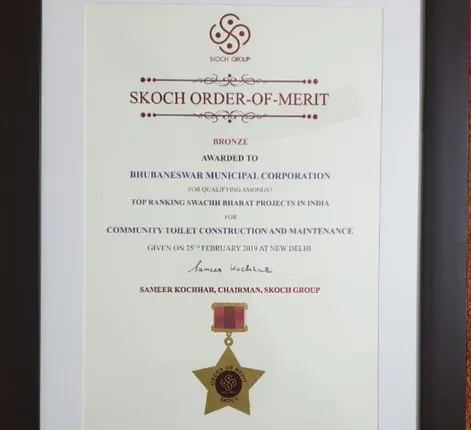 SKOCH GROUP
SKOCH ORDER-OF-MERIT
BRONZE
AWARDED TO
BHUBANESWAR MUNICIPAL CORPORATION
FOR QUALIFYING AMONGST
TOP RANKING SWACHH BHARAT PROJECTS IN INDIA
FOR
COMMUNITY TOILET CONSTRUCTION AND MAINTENANCE
GIVEN ON 25TH FEBRUARY 2019 AT NEW DELHI
Sameer Kochhar
SAMEER KOCHHAR, CHAIRMAN, SKOCH GROUP
ORDER OF MERIT
SKOCH